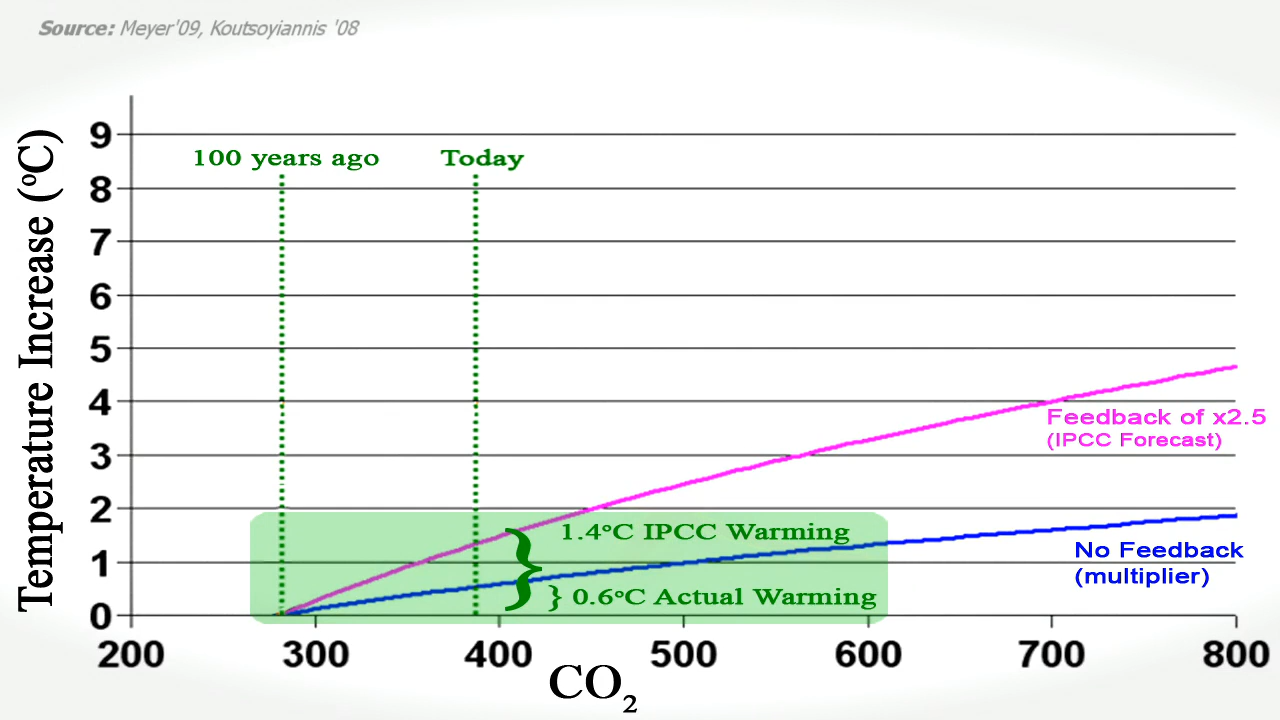 Source: Meyer'09, Koutsoyiannis '08
Temperature Increase (ºC)
9
100 years ago
Today
8
7
6
5
4
Feedback of x2.5
(IPCC Forecast)
3
2
1.4°C IPCC Warming
No Feedback
(multiplier)
1
} 0.6°C Actual Warming
0
200 300 400 500 600 700 800
CO₂